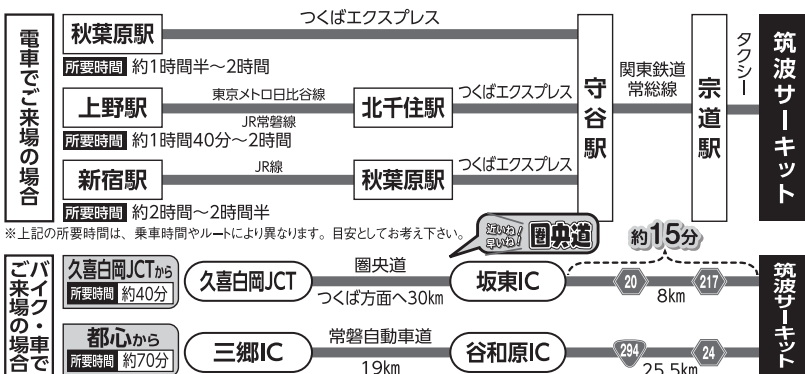 電車でご来場の場合
秋葉原駅
つくばエクスプレス
所要時間 約1時間半～2時間
上野駅
東京メトロ日比谷線
JR常磐線
北千住駅
つくばエクスプレス
所要時間 約1時間40分～2時間
新宿駅
JR線
秋葉原駅
つくばエクスプレス
所要時間 約2時間～2時間半
守谷駅
関東鉄道
常総線
宗道駅
タクシー
筑波サーキット
※上記の所要時間は、乗車時間やルートにより異なります。目安としてお考え下さい。
近いね!
早いね!
圏央道
約15分
バイク・車で
ご来場の場合
久喜白岡JCTから
所要時間 約40分
久喜白岡JCT
圏央道
つくば方面へ30km
坂東IC
20
8km
217
筑波サーキット
都心から
所要時間 約70分
三郷IC
常磐自動車道
19km
谷和原IC
294
25.5km
24